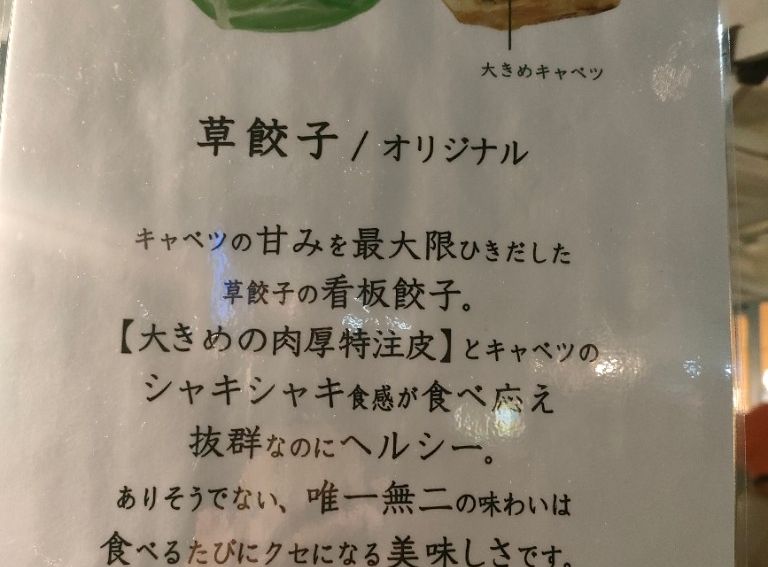 大きめキャベツ
草餃子/オリジナル
キャベツの甘みを最大限ひきだした
草餃子の看板餃子。
【大きめの肉厚特注皮】とキャベツの
シャキシャキ食感が食べ応え
抜群なのにヘルシー。
ありそうでない、唯一無二の味わいは
食べるたびにクセになる美味しさです。